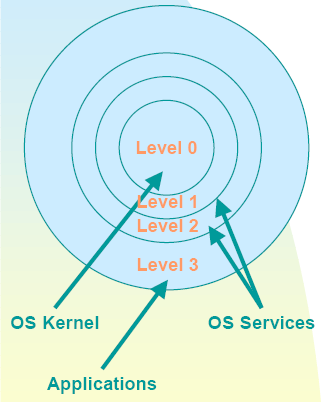 Level 0
Level 1
Level 2
Level 3
OS Kernel
OS Services
Applications